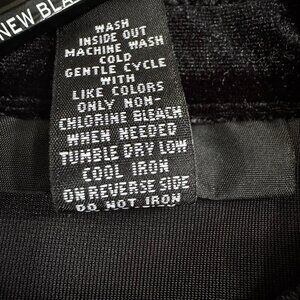 NEW BLA
WASH
INSIDE OUT
MACHINE WASH
COLD
GENTLE CYCLE
WITH
LIKE COLORS
ONLY NON-
CHLORINE BLEACH
WHEN NEEDED
TUMBLE DRY LOW
COOL IRON
ON REVERSE SIDE
DO NOT IRON